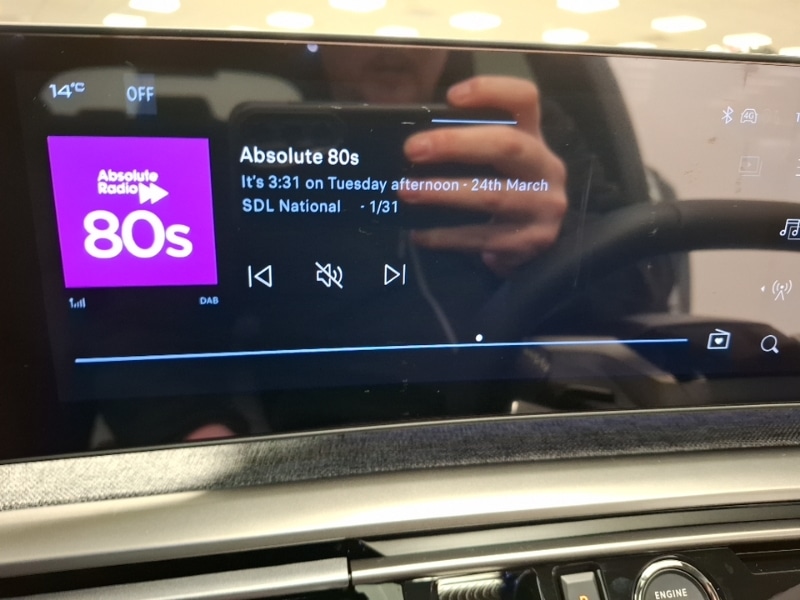 14°C OFF
4G
Absolute
Radio
80s
Absolute 80s
It's 3:31 on Tuesday afternoon - 24th March
SDL National - 1/31
DAB
ENGINE